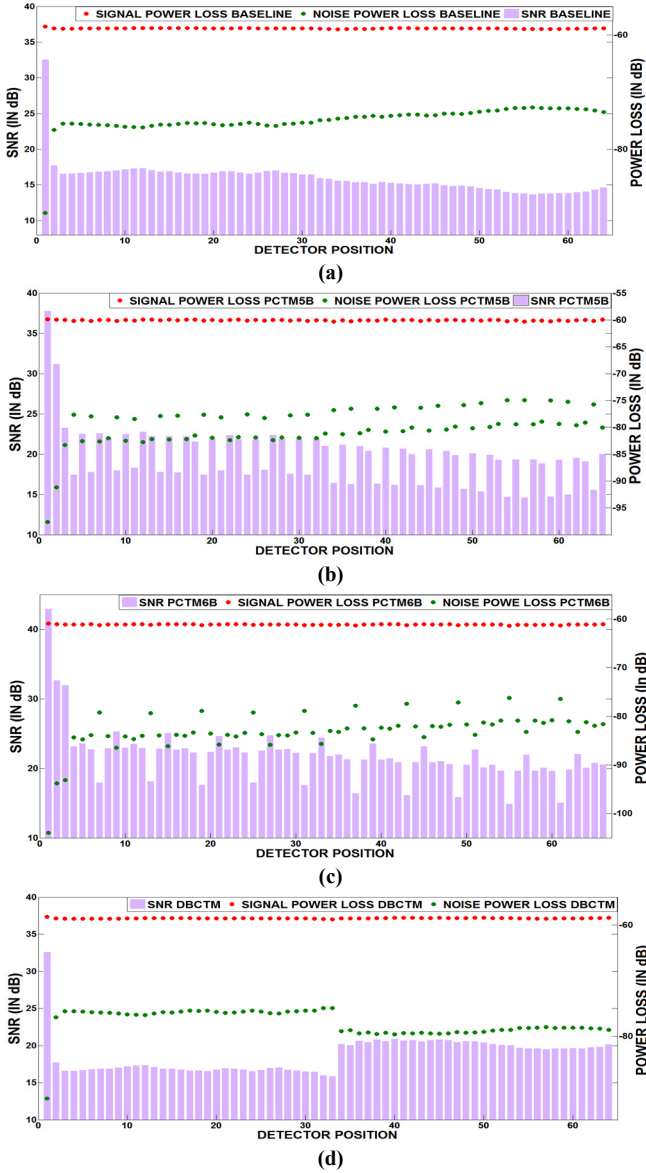 SIGNAL POWER LOSS BASELINE NOISE POWER LOSS BASELINE SNR BASELINE
40
35
30
25
20
15
10
SNR (IN dB)
-60
-80
POWER LOSS (IN dB)
0 10 20 30 40 50 60
DETECTOR POSITION
(a)
SIGNAL POWER LOSS PCTM5B NOISE POWER LOSS PCTM5B SNR PCTM5B
40
35
30
25
20
15
10
SNR (IN dB)
-55
-60
-65
-70
-75
-80
-85
-90
-95
POWER LOSS (IN dB)
0 10 20 30 40 50 60
DETECTOR POSITION
(b)
SNR PCTM6B SIGNAL POWER LOSS PCTM6B NOISE POWE LOSS PCTM6B
40
30
20
10
SNR (IN dB)
-60
-70
-80
-90
-100
POWER LOSS (In dB)
0 10 20 30 40 50 60
DETECTOR POSITION
(c)
SNR DBCTM SIGNAL POWER LOSS DBCTM NOISE POWER LOSS DBCTM
40
35
30
25
20
15
10
SNR (IN dB)
-60
-80
POWER LOSS (IN dB)
0 10 20 30 40 50 60
DETECTOR POSITION
(d)